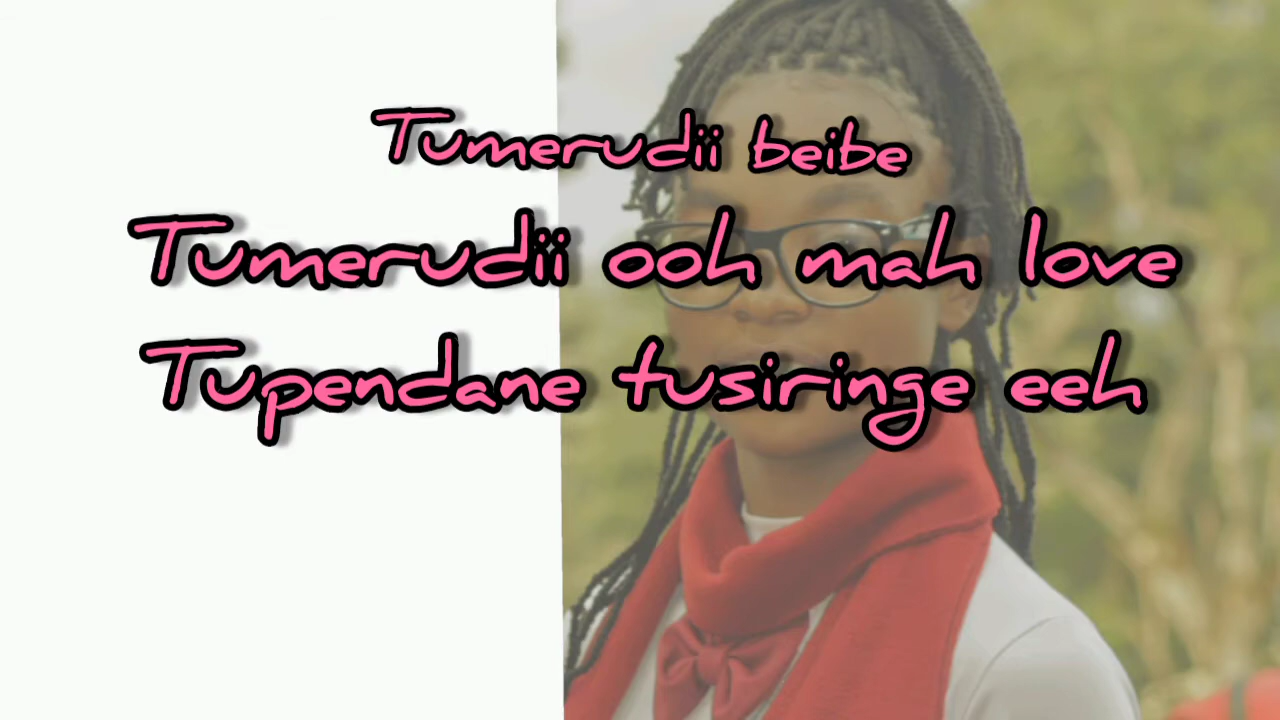 Tumerudii beibe
Tumerudii ooh mah love
Tupendane tusiringe eeh